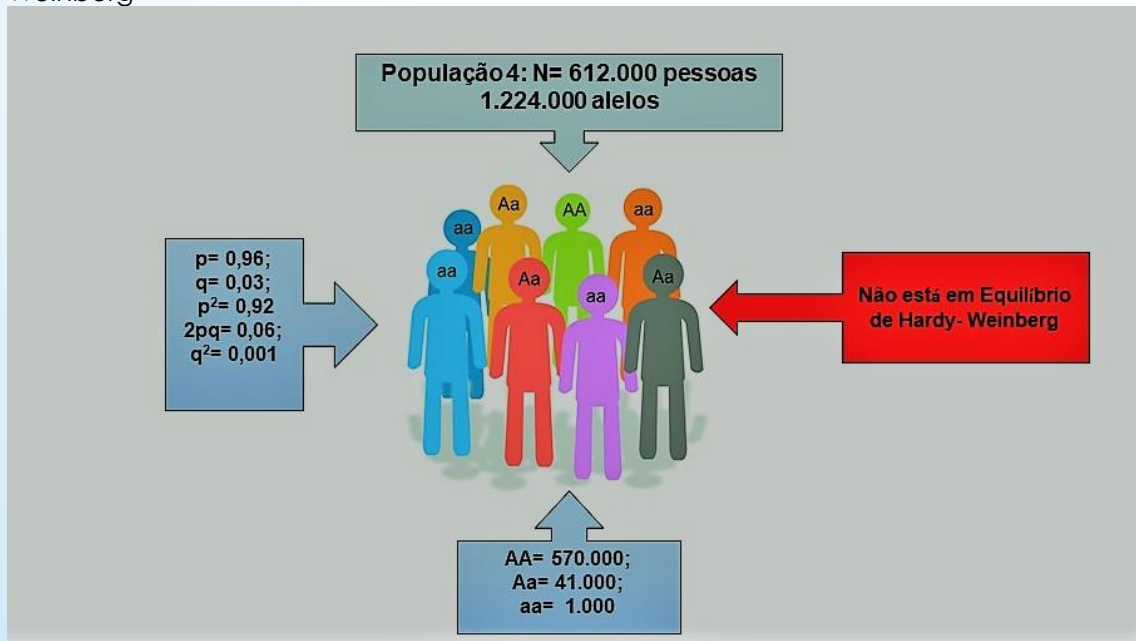 População 4: N= 612.000 pessoas
1.224.000 alelos
Aa
AA
aa
aa
aa
Aa
aa
Aa
p= 0,96;
q= 0,03;
p²= 0,92
2pq= 0,06;
q²= 0,001
Não está em Equilíbrio
de Hardy- Weinberg
AA= 570.000;
Aa= 41.000;
aa= 1.000